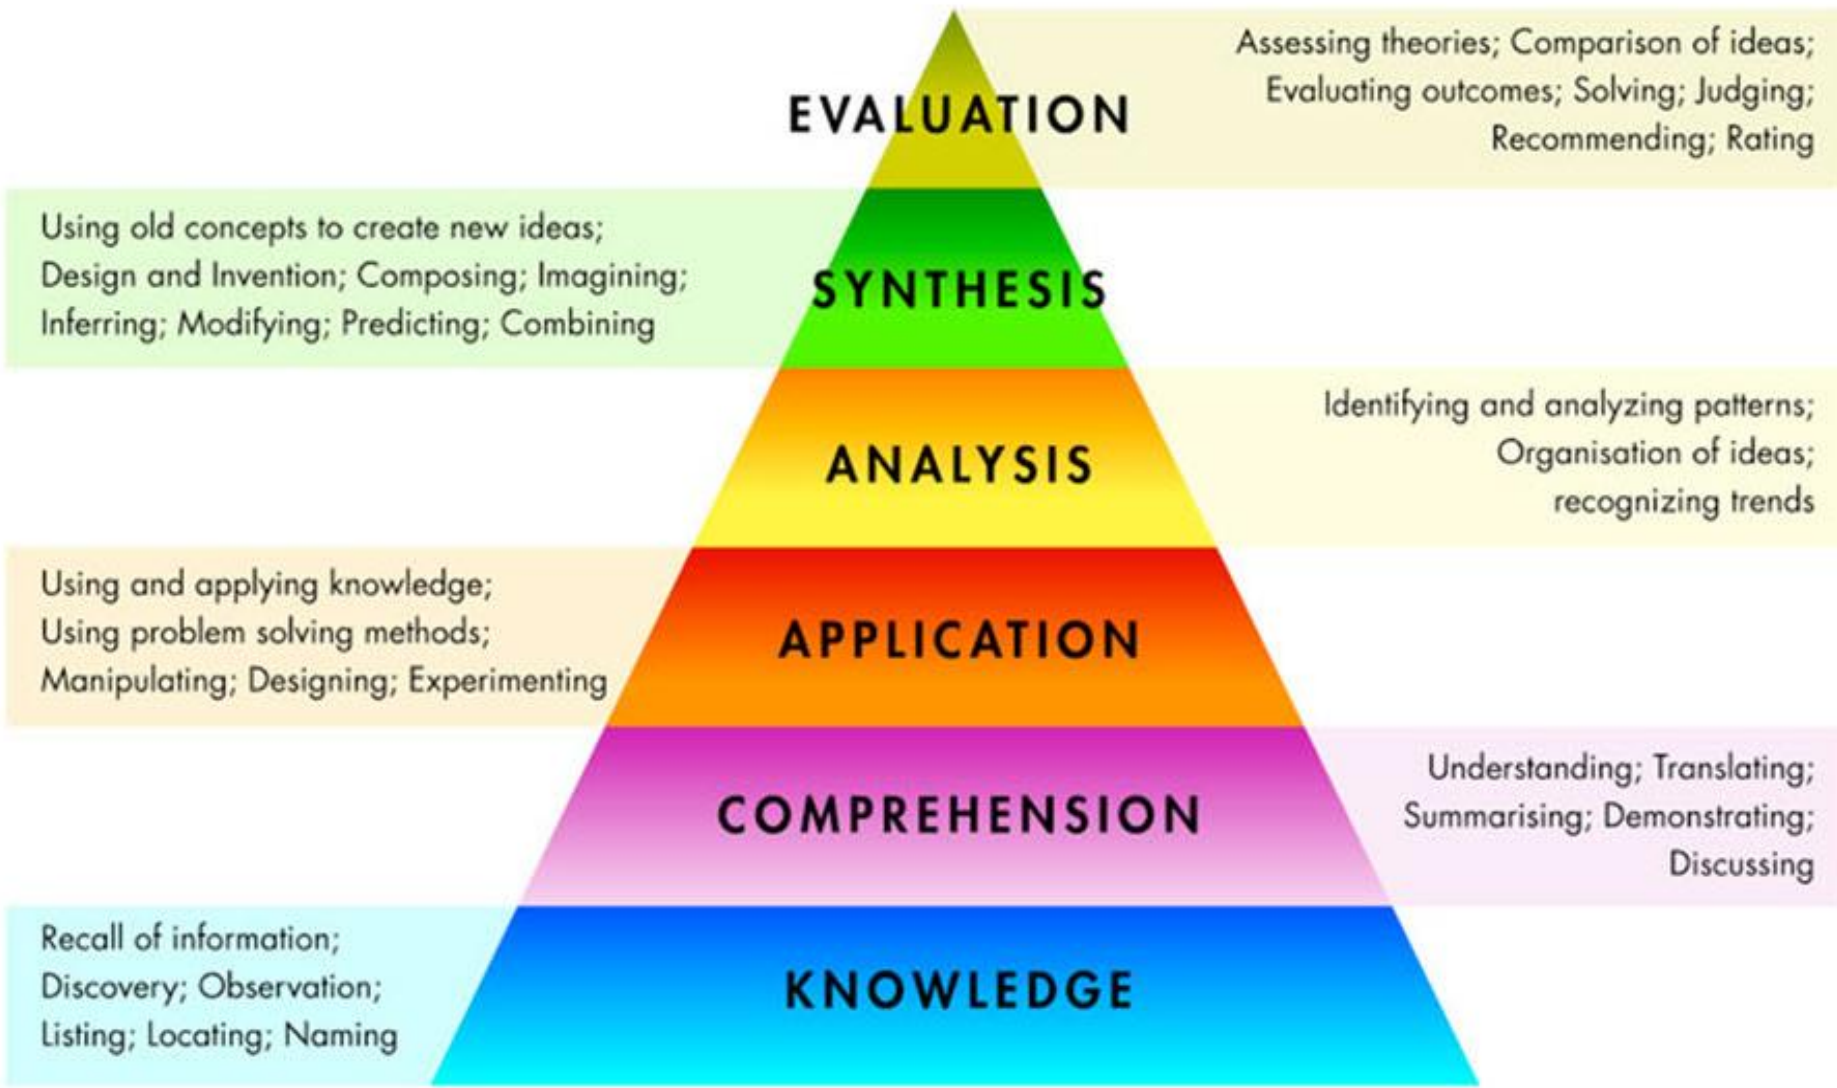 EVALUATION
Assessing theories; Comparison of ideas;
Evaluating outcomes; Solving; Judging;
Recommending; Rating
Using old concepts to create new ideas;
Design and Invention; Composing; Imagining;
Inferring; Modifying; Predicting; Combining
SYNTHESIS
ANALYSIS
Identifying and analyzing patterns;
Organisation of ideas;
recognizing trends
Using and applying knowledge;
Using problem solving methods;
Manipulating; Designing; Experimenting
APPLICATION
COMPREHENSION
Understanding; Translating;
Summarising; Demonstrating;
Discussing
Recall of information;
Discovery; Observation;
Listing; Locating; Naming
KNOWLEDGE